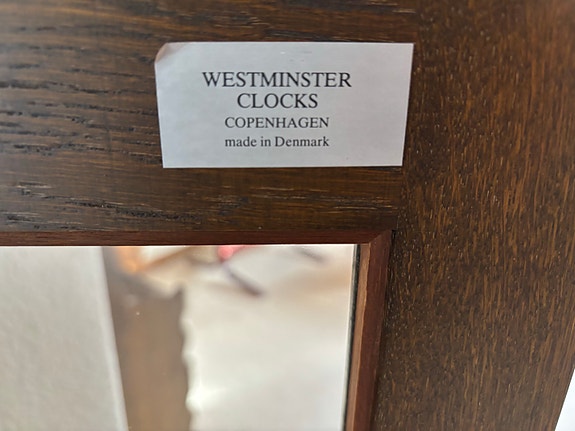 WESTMINSTER
CLOCKS
COPENHAGEN
made in Denmark